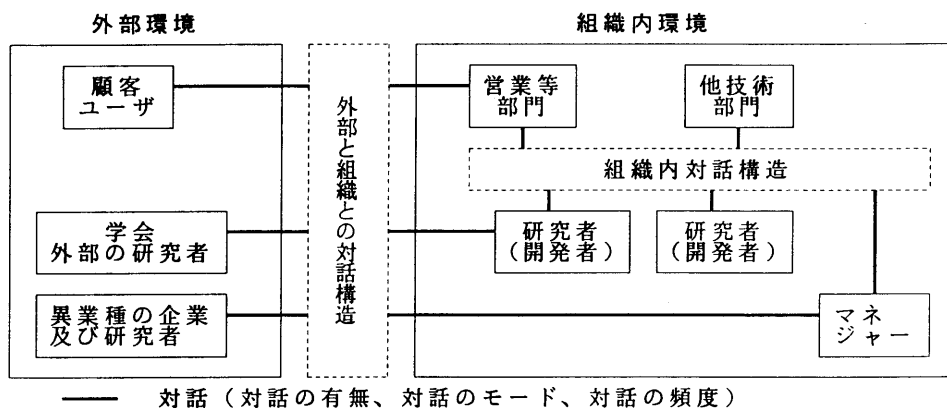 外部環境
組織内環境
顧客
ユーザ
営業等
部門
他技術
部門
外部と組織との対話構造
組織内対話構造
学会
外部の研究者
研究者
(開発者)
研究者
(開発者)
異業種の企業
及び研究者
マネ
ジャー
対話(対話の有無、対話のモード、対話の頻度)